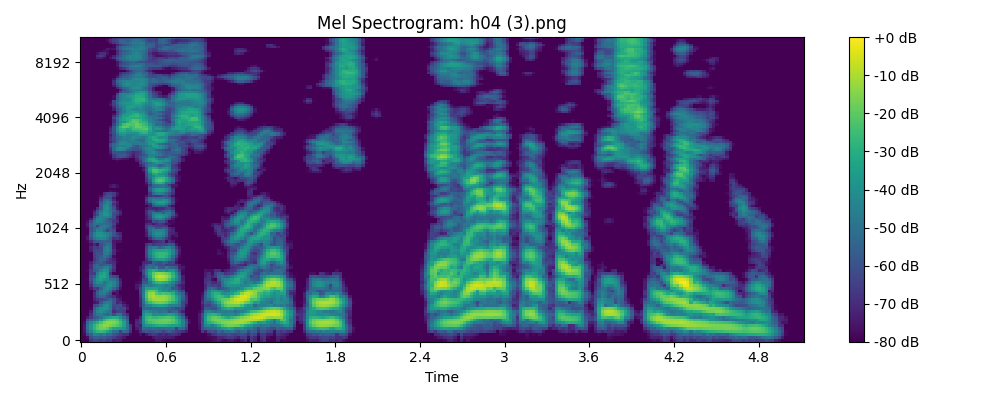 Mel Spectrogram: h04 (3).png
Hz
8192
4096
2048
1024
512
0
0 0.6 1.2 1.8 2.4 3 3.6 4.2 4.8
Time
+0 dB
-10 dB
-20 dB
-30 dB
-40 dB
-50 dB
-60 dB
-70 dB
-80 dB